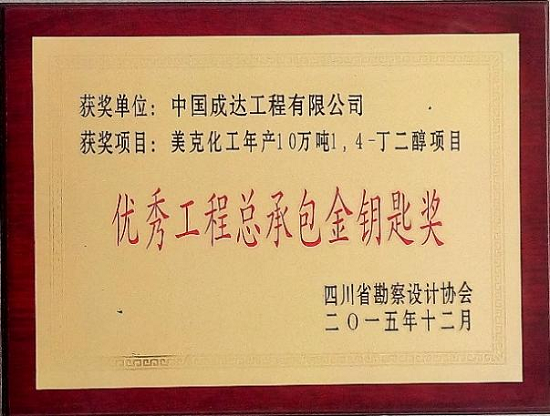 获奖单位：中国成达工程有限公司
获奖项目：美克化工年产10万吨1,4-丁二醇项目
优秀工程总承包金钥匙奖
四川省勘察设计协会
二〇一五年十二月